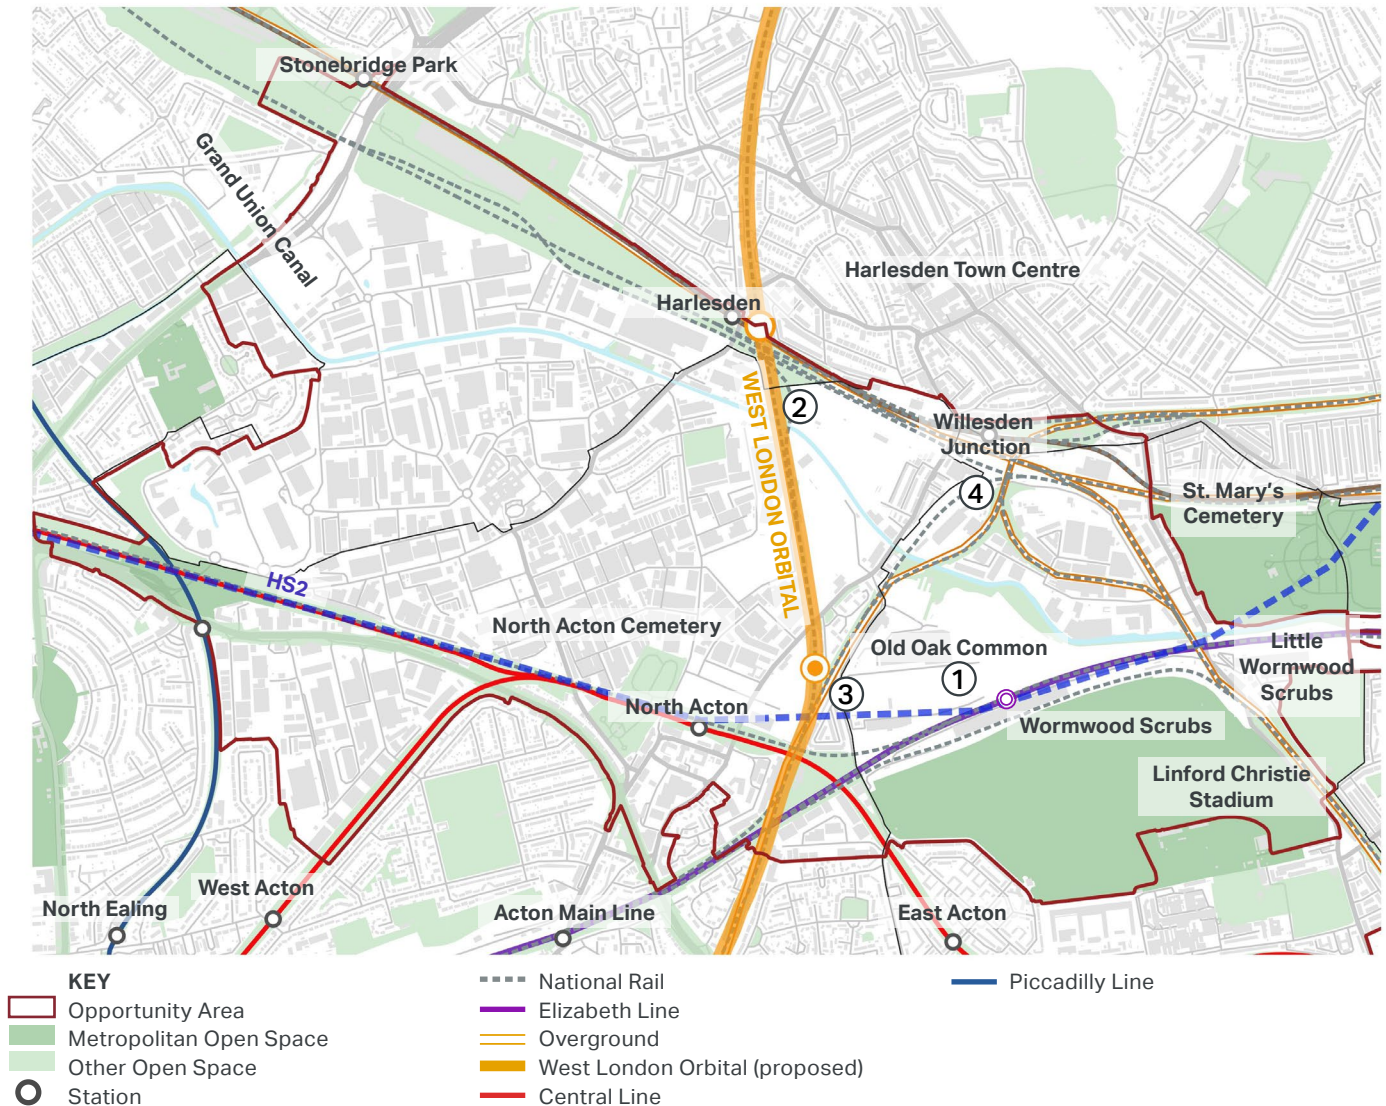 Stonebridge Park
Grand Union Canal
Harlesden Town Centre
Harlesden
WEST LONDON ORBITAL
2
Willesden
Junction
4
St. Mary's
Cemetery
HS2
North Acton Cemetery
Old Oak Common
1
3
Little
Wormwood
Scrubs
North Acton
Wormwood Scrubs
Linford Christie
Stadium
West Acton
North Ealing
Acton Main Line
East Acton
KEY
Opportunity Area
Metropolitan Open Space
Other Open Space
Station
National Rail
Elizabeth Line
Overground
West London Orbital (proposed)
Central Line
Piccadilly Line